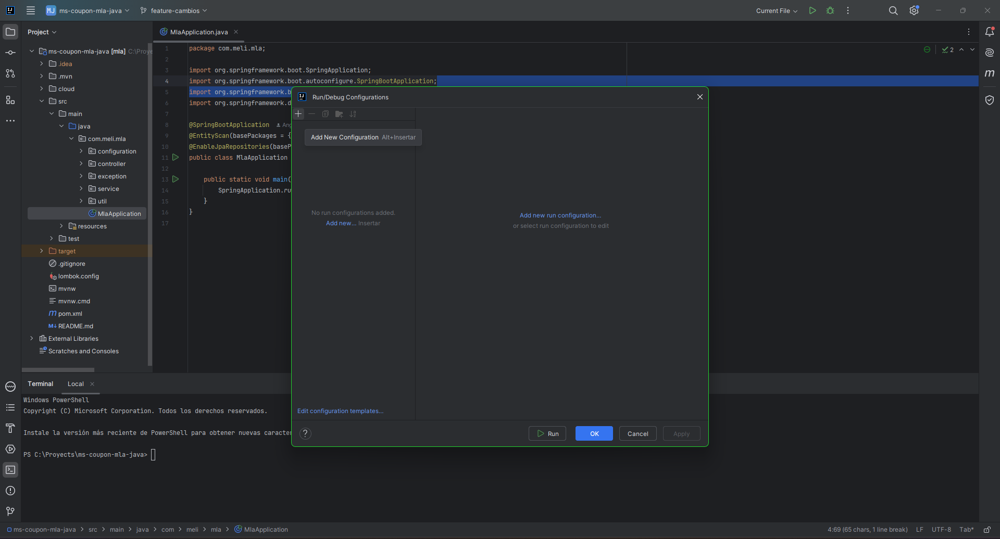 MJ ms-coupon-mla-java feature-cambios Current File
Project
MlaApplication.java
ms-coupon-mla-java [mla] C:\Proye
.idea
.mvn
cloud
src
main
java
com.meli.mla
configuration
controller
exception
service
util
MlaApplication
resources
test
target
.gitignore
lombok.config
mvnw
mvnw.cmd
pom.xml
README.md
External Libraries
Scratches and Consoles
1 package com.meli.mla;
2
3 import org.springframework.boot.SpringApplication;
4 import org.springframework.boot.autoconfigure.SpringBootApplication;
5 import org.springframework.b
6 import org.springframework.d
7
8 @SpringBootApplication Ang
9 @EntityScan(basePackages = {
10 @EnableJpaRepositories(baseP
11 public class MlaApplication
12
13 public static void main(
14 SpringApplication.ru
15 }
16 }
17
2
Run/Debug Configurations
Add New Configuration Alt+Insertar
No run configurations added.
Add new... Insertar
Add new run configuration...
or select run configuration to edit
Edit configuration templates...
? Run OK Cancel Apply
Terminal Local
Windows PowerShell
Copyright (C) Microsoft Corporation. Todos los derechos reservados.
Instale la versión más reciente de PowerShell para obtener nuevas caracter
PS C:\Proyects\ms-coupon-mla-java>
ms-coupon-mla-java > src > main > java > com > meli > mla > MlaApplication
4:69 (65 chars, 1 line break) LF UTF-8 Tab*